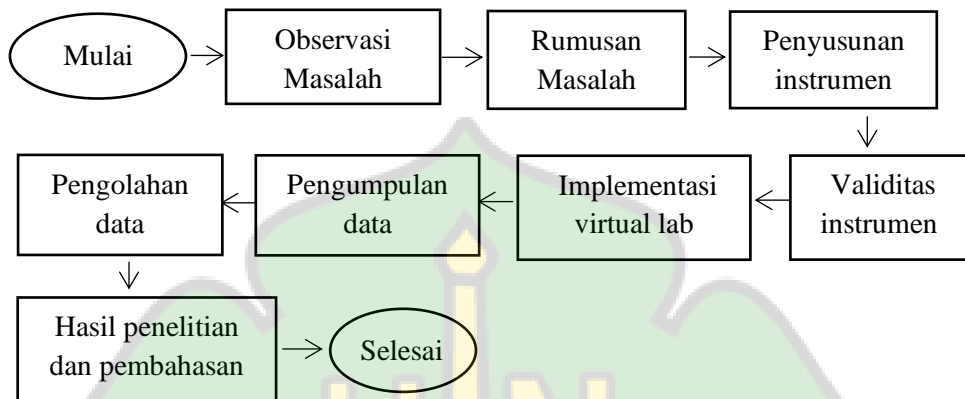 Mulai
Observasi
Masalah
Rumusan
Masalah
Penyusunan
instrumen
Validitas
instrumen
Implementasi
virtual lab
Pengumpulan
data
Pengolahan
data
Hasil penelitian
dan pembahasan
Selesai